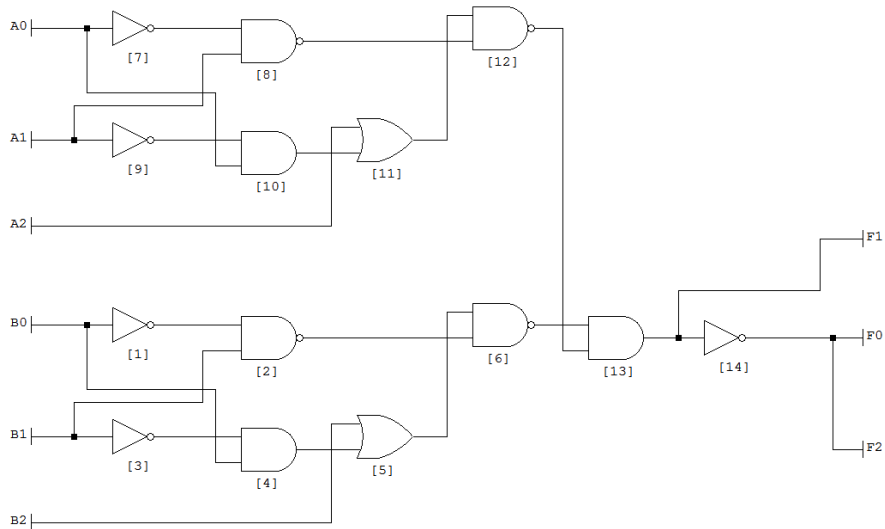 A0
[7]
[8]
[12]
A1
[9]
[10]
[11]
A2
F1
B0
[1]
[2]
[6]
[13]
[14]
F0
B1
[3]
[4]
[5]
F2
B2